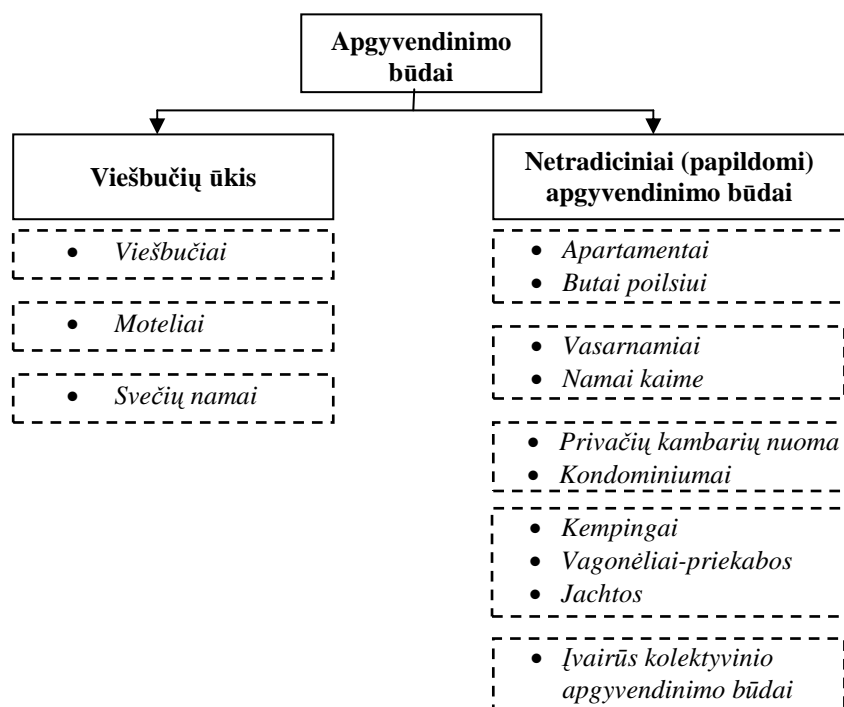 Apgyvendinimo
būdai
Viešbučių ūkis
• Viešbučiai
• Moteliai
• Svečių namai
Netradiciniai (papildomi)
apgyvendinimo būdai
• Apartamentai
• Butai poilsiui
• Vasarnamiai
• Namai kaime
• Privačių kambarių nuoma
• Kondominiumai
• Kempingai
• Vagonėliai-priekabos
• Jachtos
• Įvairūs kolektyvinio
apgyvendinimo būdai